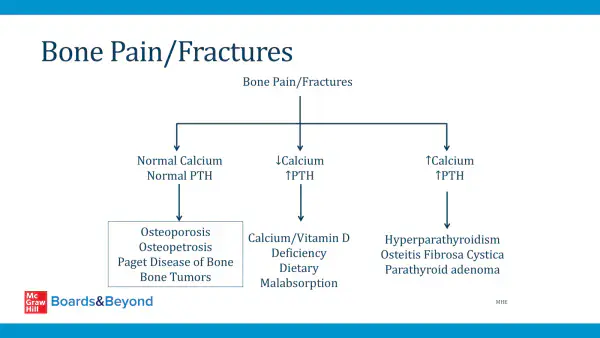 Bone Pain/Fractures
Bone Pain/Fractures
Normal Calcium
Normal PTH
↓Calcium
↑PTH
↑Calcium
↑PTH
Osteoporosis
Osteopetrosis
Paget Disease of Bone
Bone Tumors
Calcium/Vitamin D
Deficiency
Dietary
Malabsorption
Hyperparathyroidism
Osteitis Fibrosa Cystica
Parathyroid adenoma
Mc
Graw
Hill
Boards&Beyond
MHE